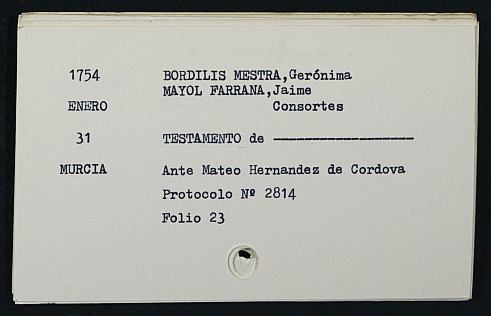 1754 BORDILIS MESTRA,Gerónima
MAYOL FARRANA,Jaime
ENERO Consortes
31 TESTAMENTO de ------------------
MURCIA Ante Mateo Hernandez de Cordova
Protocolo Nº 2814
Folio 23